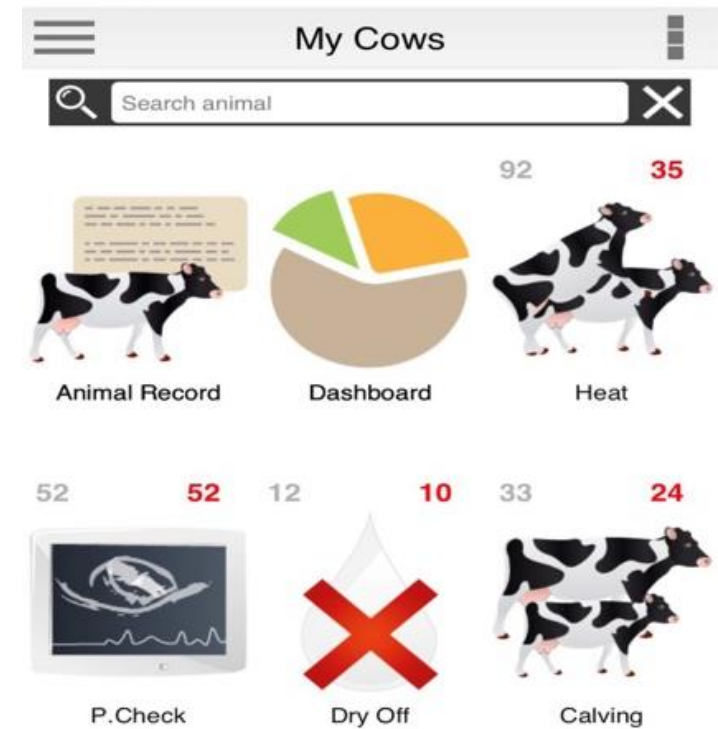 My Cows
Search animal
92 35
Animal Record Dashboard Heat
52 52 12 10 33 24
P.Check Dry Off Calving